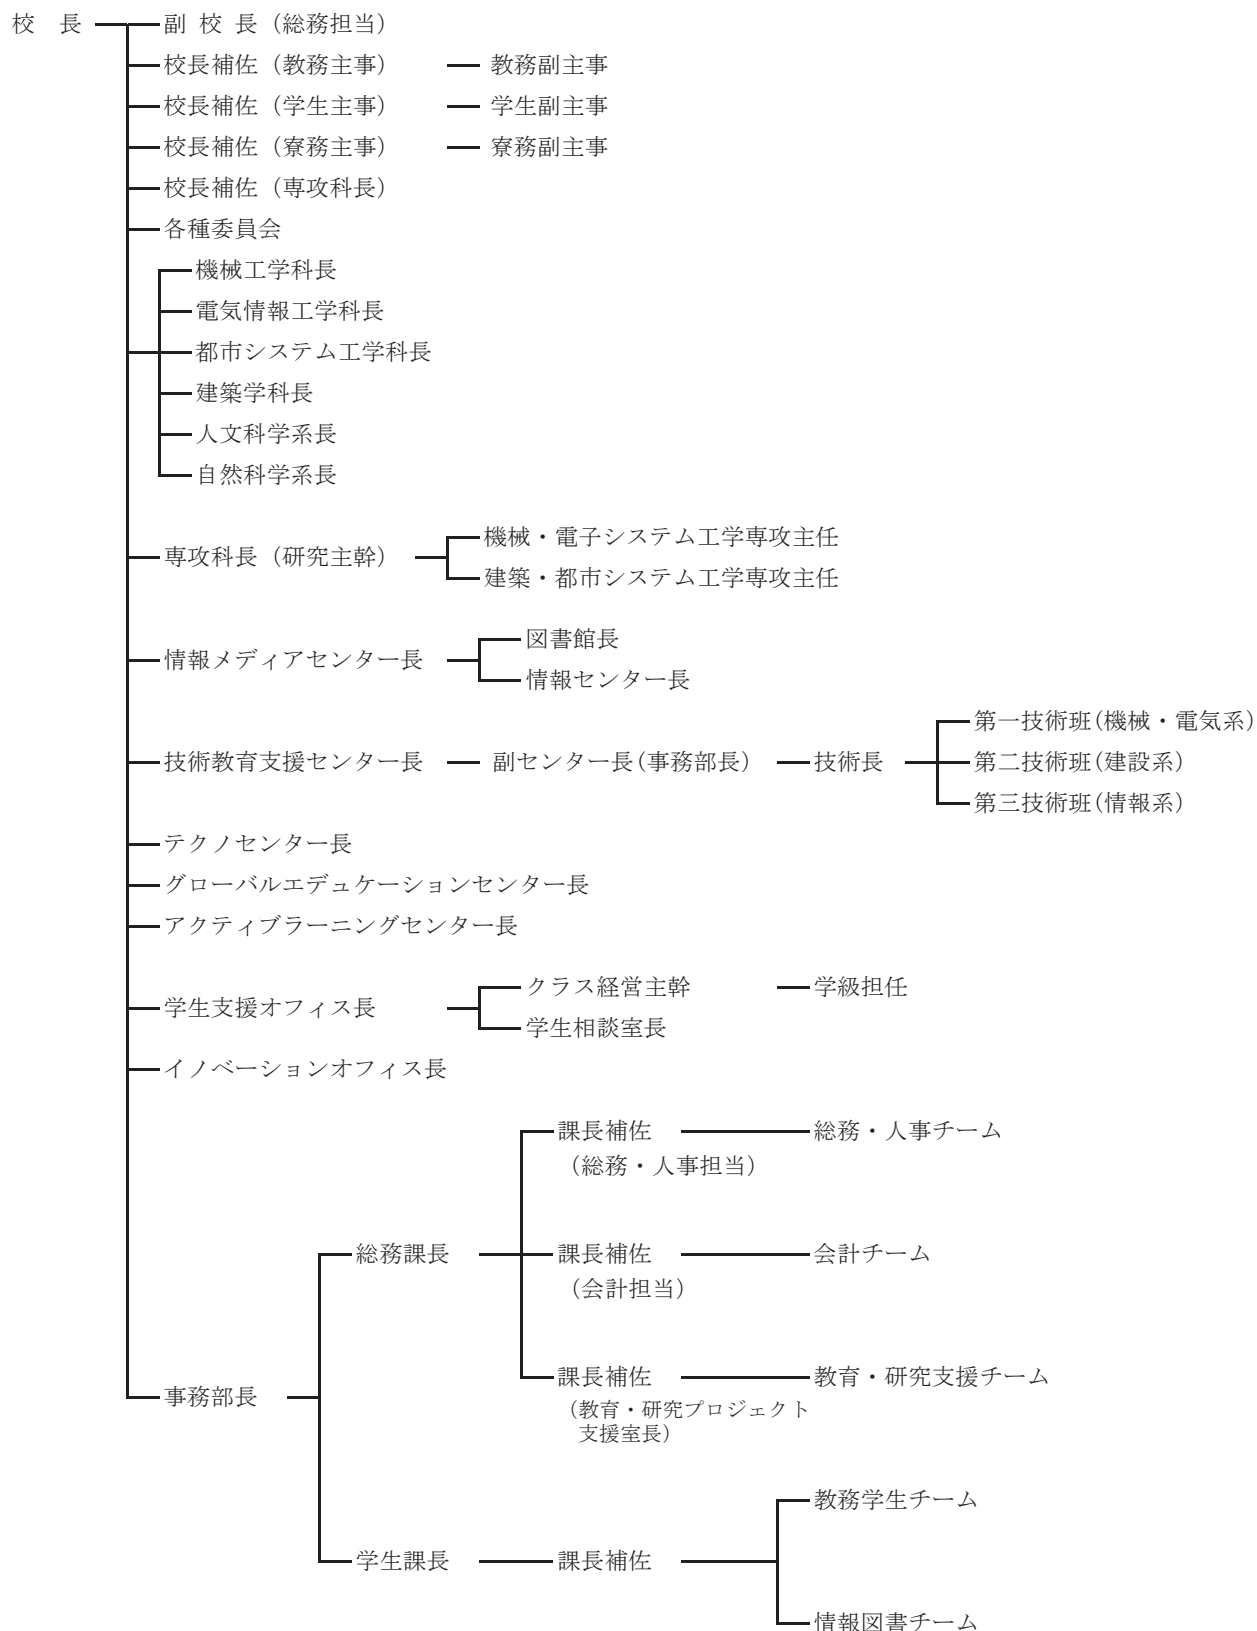 校　長 副 校 長（総務担当）
校長補佐（教務主事） 教務副主事
校長補佐（学生主事） 学生副主事
校長補佐（寮務主事） 寮務副主事
校長補佐（専攻科長）
各種委員会
機械工学科長
電気情報工学科長
都市システム工学科長
建築学科長
人文科学系長
自然科学系長
機械・電子システム工学専攻主任
専攻科長（研究主幹）
建築・都市システム工学専攻主任
図書館長
情報メディアセンター長
情報センター長
第一技術班（機械・電気系）
技術教育支援センター長 副センター長（事務部長） 技術長 第二技術班（建設系）
第三技術班（情報系）
テクノセンター長
グローバルエデュケーションセンター長
アクティブラーニングセンター長
クラス経営主幹 学級担任
学生支援オフィス長
学生相談室長
イノベーションオフィス長
課長補佐 総務・人事チーム
（総務・人事担当）
総務課長 課長補佐 会計チーム
（会計担当）
課長補佐 教育・研究支援チーム
事務部長
（教育・研究プロジェクト
支援室長）
教務学生チーム
学生課長 課長補佐
情報図書チーム